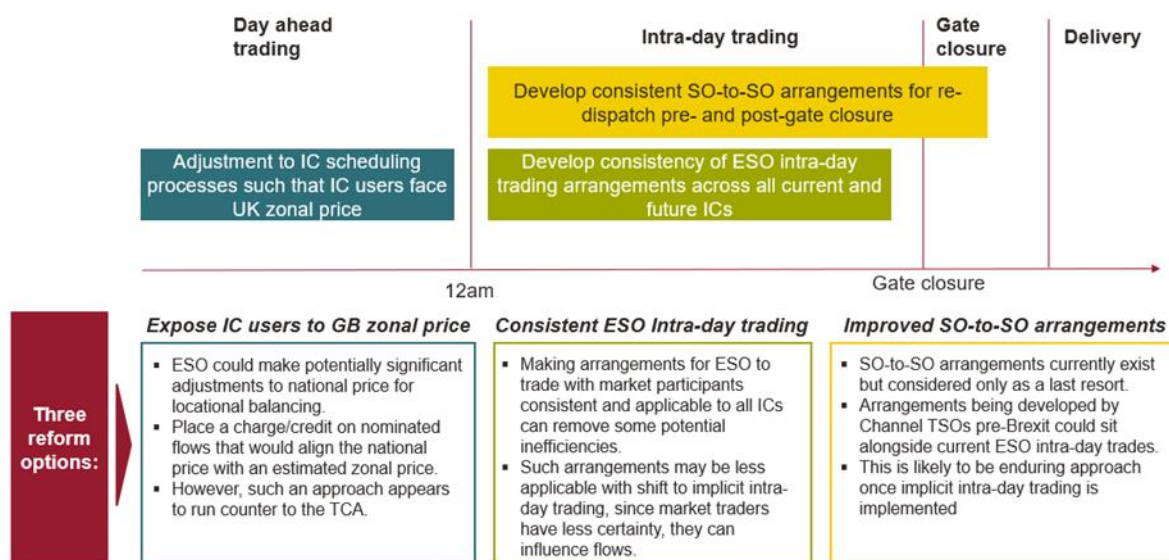 Day ahead
trading
Intra-day trading
Gate
closure
Delivery
Develop consistent SO-to-SO arrangements for re-
dispatch pre- and post-gate closure
Adjustment to IC scheduling
processes such that IC users face
UK zonal price
Develop consistency of ESO intra-day
trading arrangements across all current and
future ICs
12am
Gate closure
Three
reform
options:
Expose IC users to GB zonal price
▪ ESO could make potentially significant
adjustments to national price for
locational balancing.
▪ Place a charge/credit on nominated
flows that would align the national
price with an estimated zonal price.
▪ However, such an approach appears
to run counter to the TCA.
Consistent ESO Intra-day trading
▪ Making arrangements for ESO to
trade with market participants
consistent and applicable to all ICs
can remove some potential
inefficiencies.
▪ Such arrangements may be less
applicable with shift to implicit intra-
day trading, since market traders
have less certainty, they can
influence flows.
Improved SO-to-SO arrangements
▪ SO-to-SO arrangements currently exist
but considered only as a last resort.
▪ Arrangements being developed by
Channel TSOs pre-Brexit could sit
alongside current ESO intra-day trades.
▪ This is likely to be enduring approach
once implicit intra-day trading is
implemented